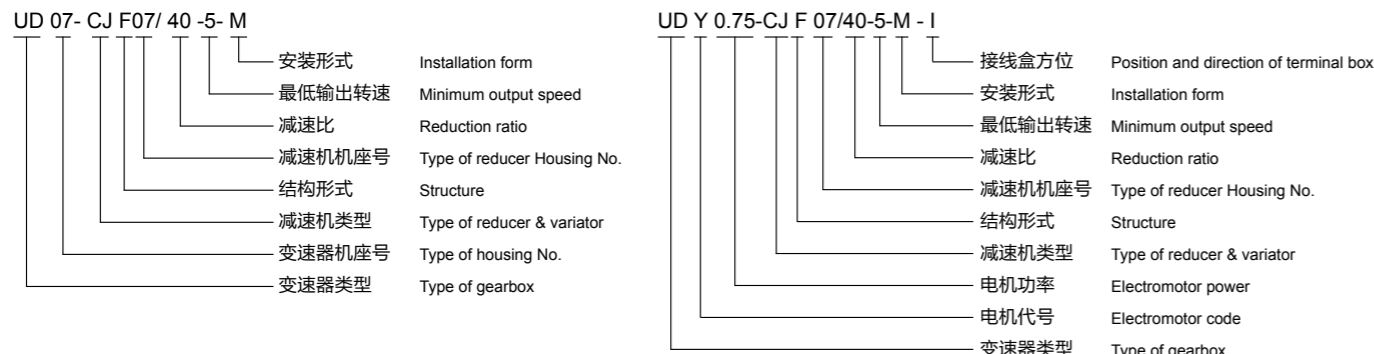 UD 07- CJ F07/ 40 -5- M
安装形式 Installation form
最低输出转速 Minimum output speed
减速比 Reduction ratio
减速机机座号 Type of reducer Housing No.
结构形式 Structure
减速机类型 Type of reducer & variator
变速器机座号 Type of housing No.
变速器类型 Type of gearbox
UD Y 0.75-CJ F 07/40-5-M - I
接线盒方位 Position and direction of terminal box
安装形式 Installation form
最低输出转速 Minimum output speed
减速比 Reduction ratio
减速机机座号 Type of reducer Housing No.
结构形式 Structure
减速机类型 Type of reducer & variator
电机功率 Electromotor power
电机代号 Electromotor code
变速器类型 Type of gearbox